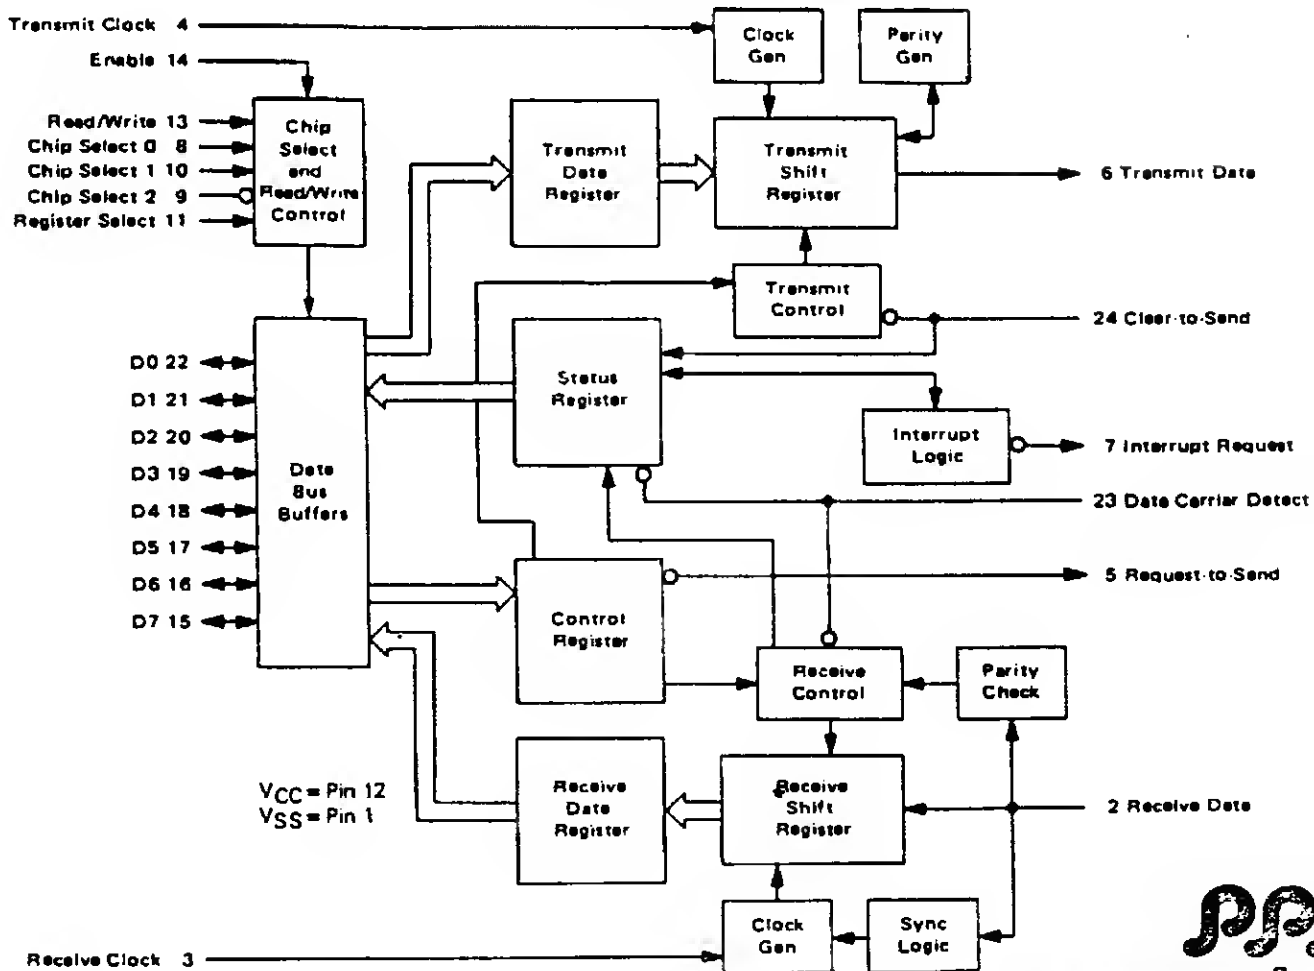 Transmit Clock 4
Enable 14
Read/Write 13
Chip Select 0 8
Chip Select 1 10
Chip Select 2 9
Register Select 11
Chip
Select
and
Read/Write
Control
Clock
Gen
Parity
Gen
Transmit
Data
Register
Transmit
Shift
Register
6 Transmit Data
Transmit
Control
24 Clear-to-Send
D0 22
D1 21
D2 20
D3 19
D4 18
D5 17
D6 16
D7 15
Data
Bus
Buffers
Status
Register
Interrupt
Logic
7 Interrupt Request
23 Data Carrier Detect
Control
Register
5 Request-to-Send
Receive
Control
Parity
Check
VCC = Pin 12
VSS = Pin 1
Receive
Data
Register
Receive
Shift
Register
2 Receive Data
Clock
Gen
Sync
Logic
Receive Clock 3